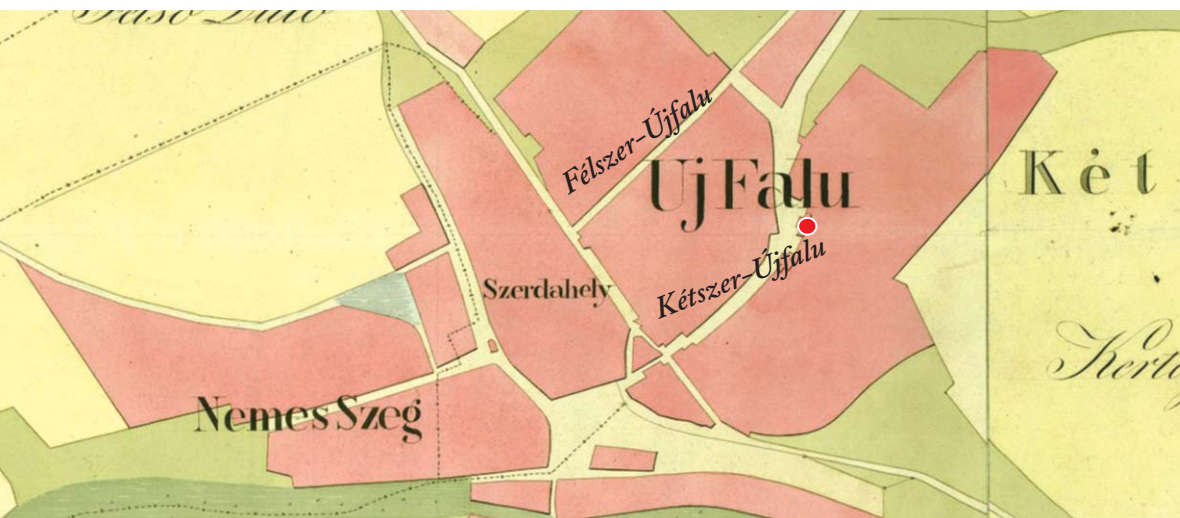 Félszer-Újfalu
Uj Falu
Két
Kétszer-Újfalu
Szerdahely
Nemes Szeg